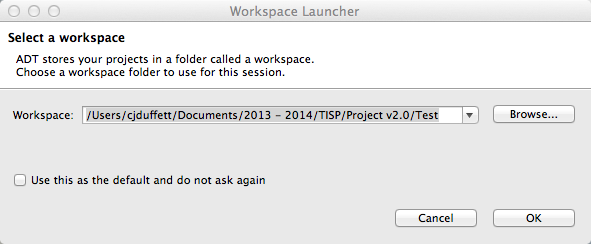 Workspace Launcher
Select a workspace
ADT stores your projects in a folder called a workspace.
Choose a workspace folder to use for this session.
Workspace: /Users/cjduffett/Documents/2013 - 2014/TISP/Project v2.0/Test Browse...
Use this as the default and do not ask again
Cancel OK